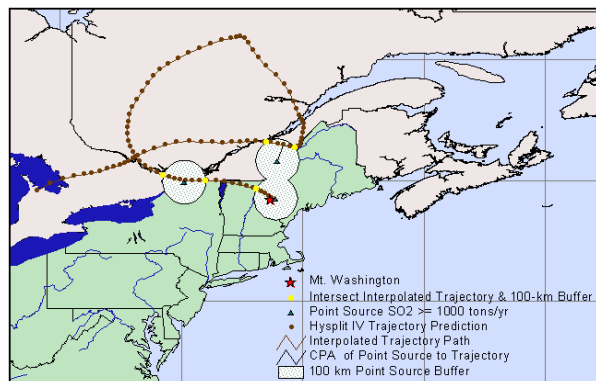 Mt. Washington
Intersect Interpolated Trajectory & 100-km Buffer
Point Source SO2 >= 1000 tons/yr
Hysplit IV Trajectory Prediction
Interpolated Trajectory Path
CPA of Point Source to Trajectory
100 km Point Source Buffer